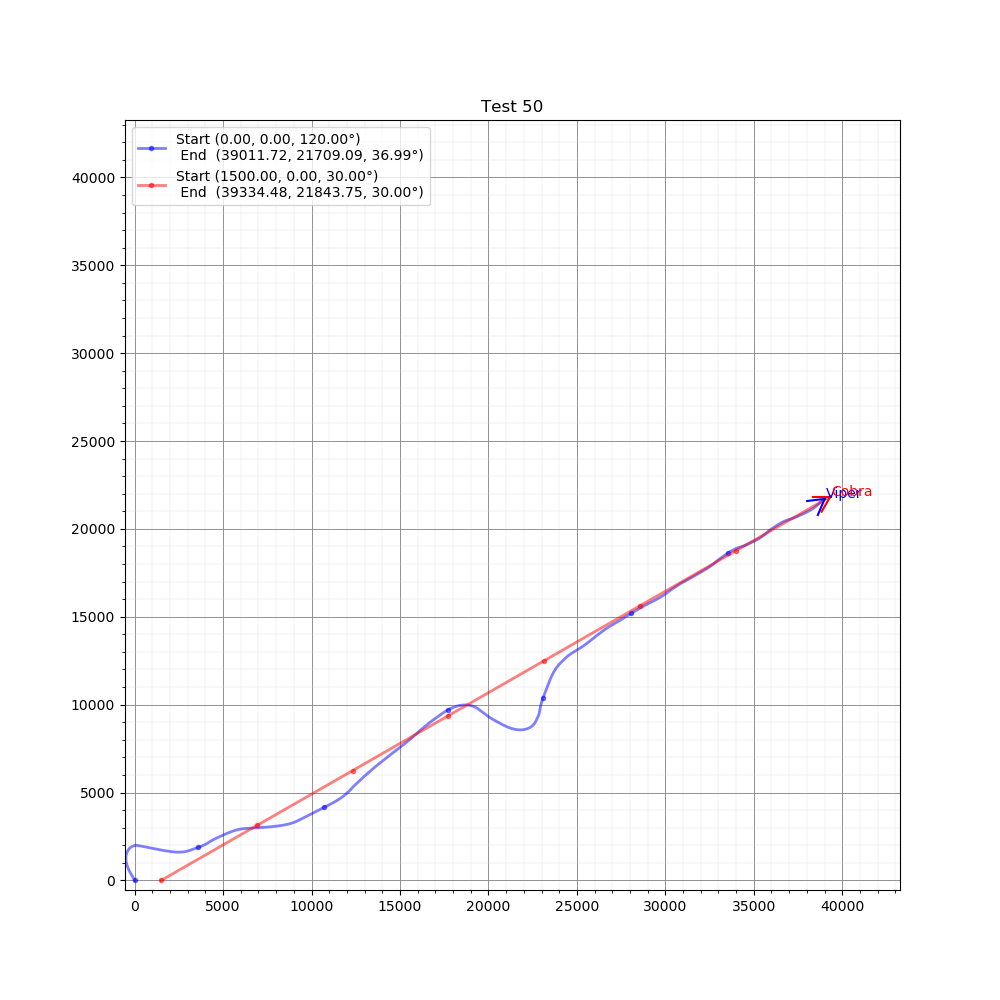 Test 50
Start (0.00, 0.00, 120.00°)
End  (39011.72, 21709.09, 36.99°)
Start (1500.00, 0.00, 30.00°)
End  (39334.48, 21843.75, 30.00°)
40000
35000
30000
25000
20000
15000
10000
5000
0
Viper
Cobra
0 5000 10000 15000 20000 25000 30000 35000 40000